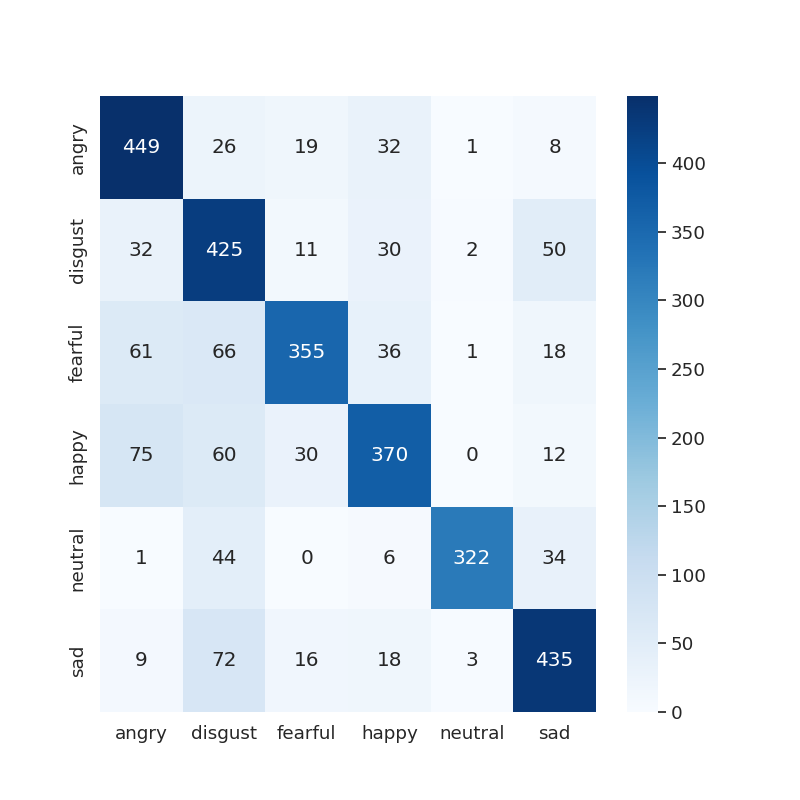 angry 449 26 19 32 1 8
disgust 32 425 11 30 2 50
fearful 61 66 355 36 1 18
happy 75 60 30 370 0 12
neutral 1 44 0 6 322 34
sad 9 72 16 18 3 435
angry disgust fearful happy neutral sad
400
350
300
250
200
150
100
50
0